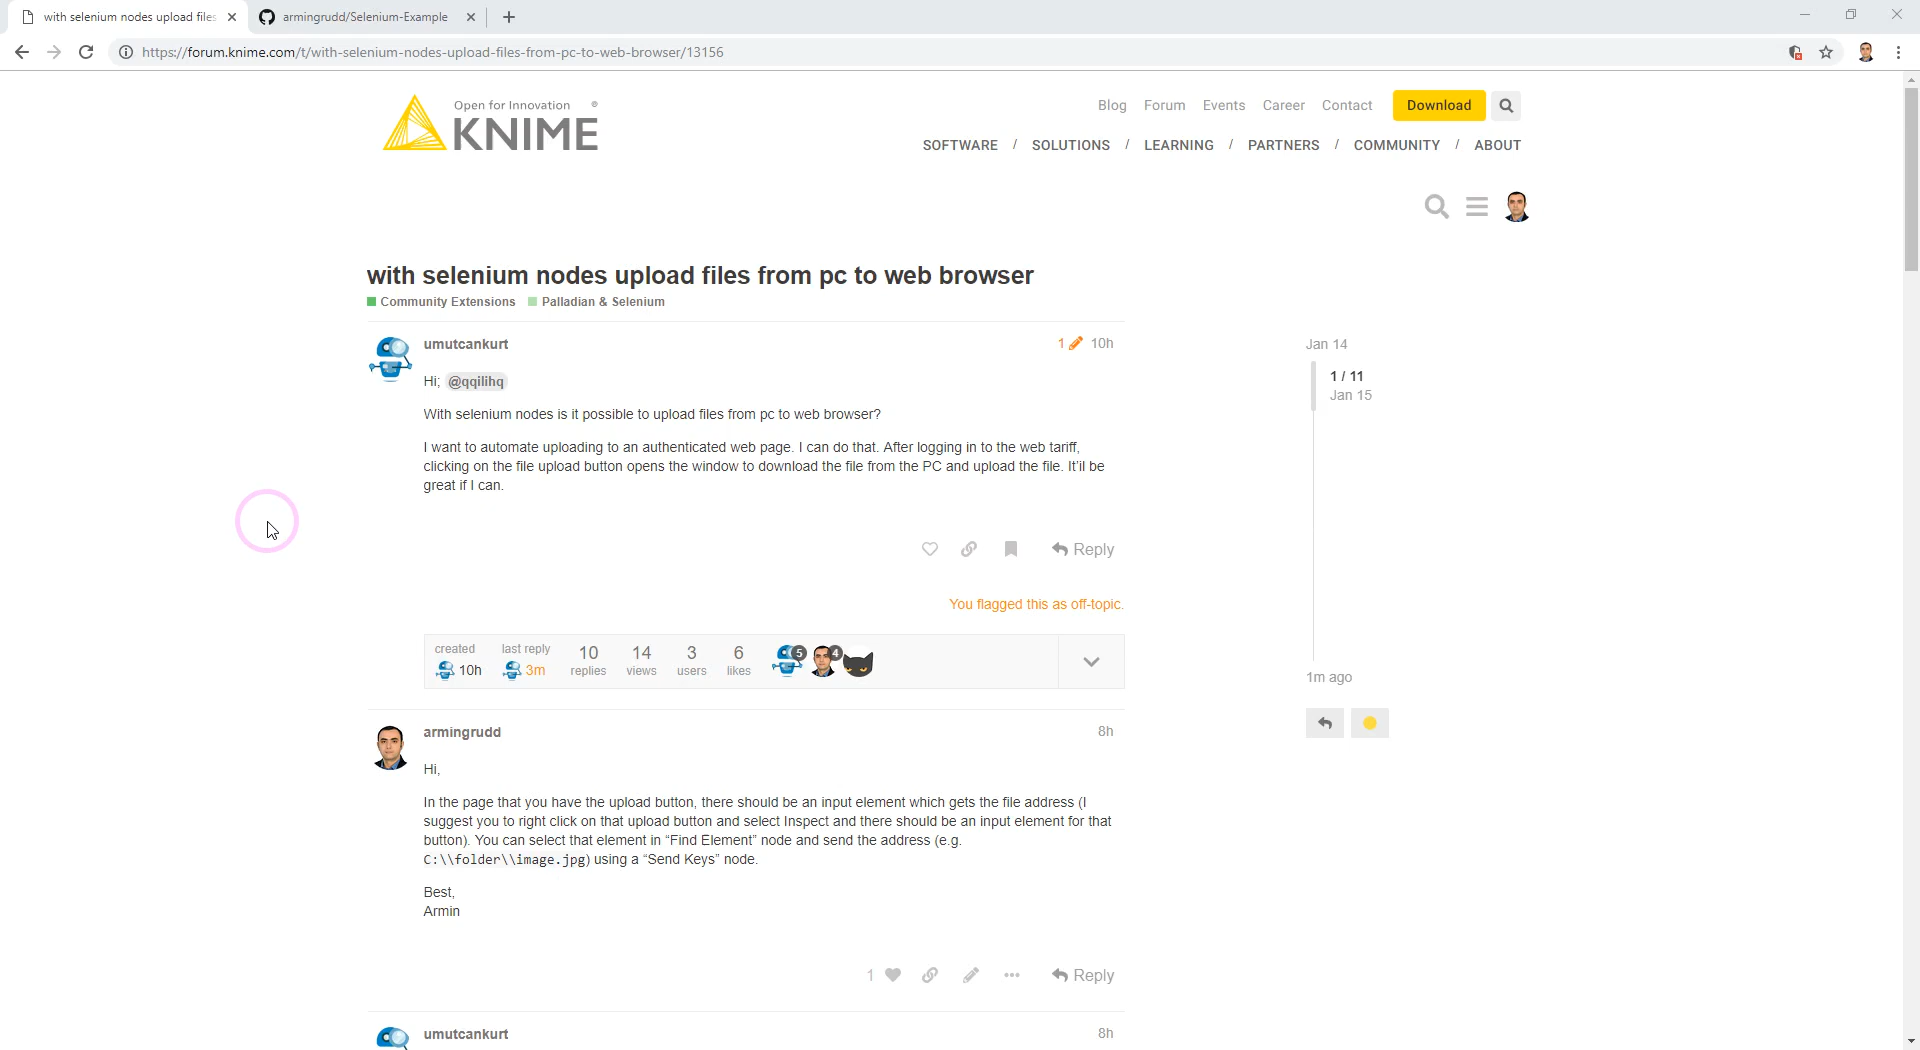 with selenium nodes upload files
armingrudd/Selenium-Example
https://forum.knime.com/t/with-selenium-nodes-upload-files-from-pc-to-web-browser/13156
Open for Innovation ®
KNIME
Blog Forum Events Career Contact Download
SOFTWARE / SOLUTIONS / LEARNING / PARTNERS / COMMUNITY / ABOUT
with selenium nodes upload files from pc to web browser
Community Extensions Palladian & Selenium
umutcankurt 1 10h
Hi; @qqilihq
With selenium nodes is it possible to upload files from pc to web browser?
I want to automate uploading to an authenticated web page. I can do that. After logging in to the web tariff,
clicking on the file upload button opens the window to download the file from the PC and upload the file. It'il be
great if I can.
Reply
You flagged this as off-topic.
created last reply 10 14 3 6 5 4
10h 3m replies views users likes
Jan 14
1 / 11
Jan 15
1m ago
armingrudd 8h
Hi,
In the page that you have the upload button, there should be an input element which gets the file address (I
suggest you to right click on that upload button and select Inspect and there should be an input element for that
button). You can select that element in “Find Element” node and send the address (e.g.
C:\\folder\\image.jpg) using a “Send Keys” node.
Best,
Armin
1 Reply
umutcankurt 8h